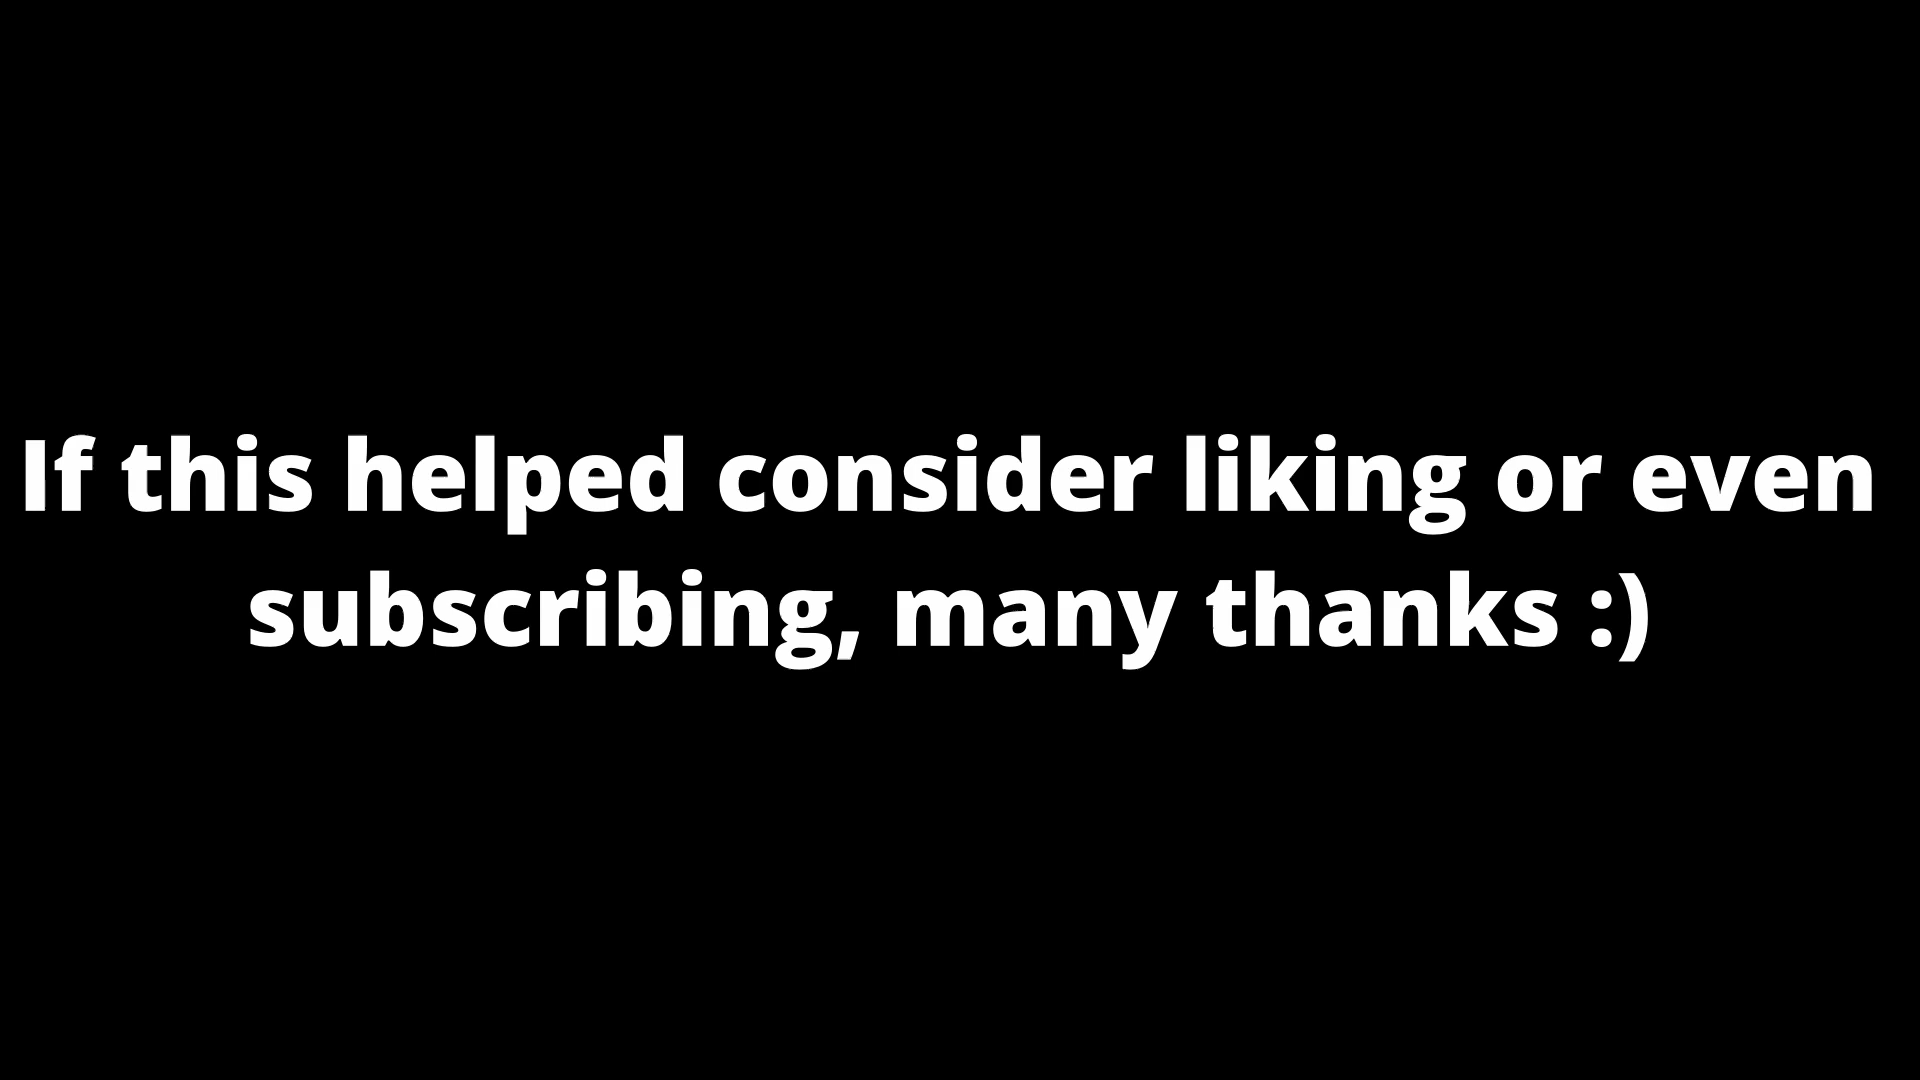 If this helped consider liking or even
subscribing, many thanks :)